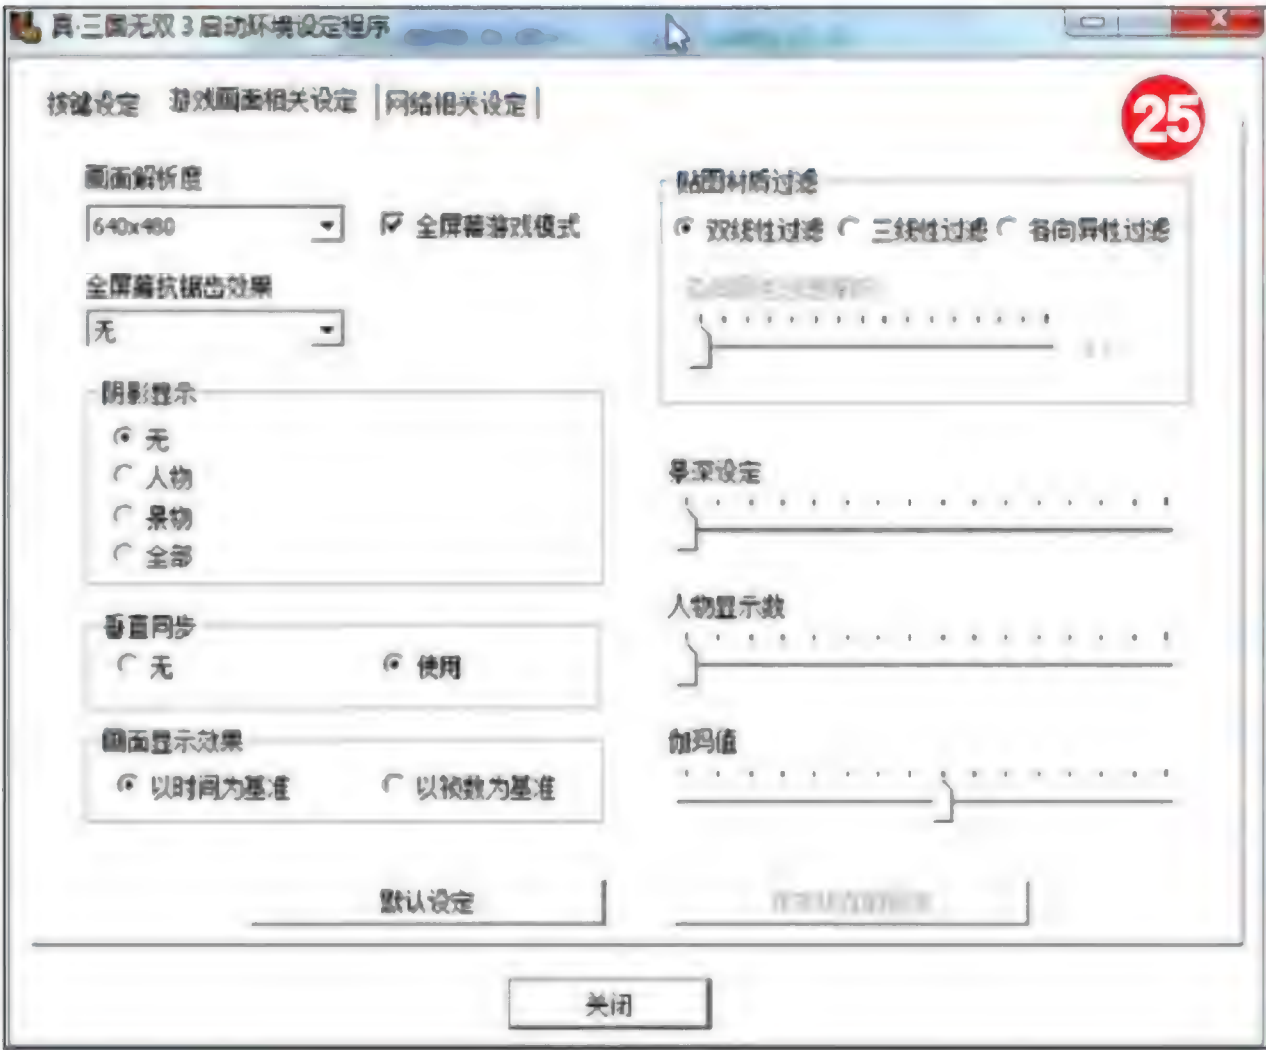 真·三国无双 3 启动环境设定程序
按键设定 游戏画面相关设定 网络相关设定
25
画面解析度
640x480
全屏幕游戏模式
全屏幕抗锯齿效果
无
阴影显示
无
人物
景物
全部
垂直同步
无 使用
画面显示效果
以时间为基准 以祯数为基准
贴图材质过滤
双线性过滤 三线性过滤 各向异性过滤
景深设定
人物显示数
伽玛值
默认设定
关闭